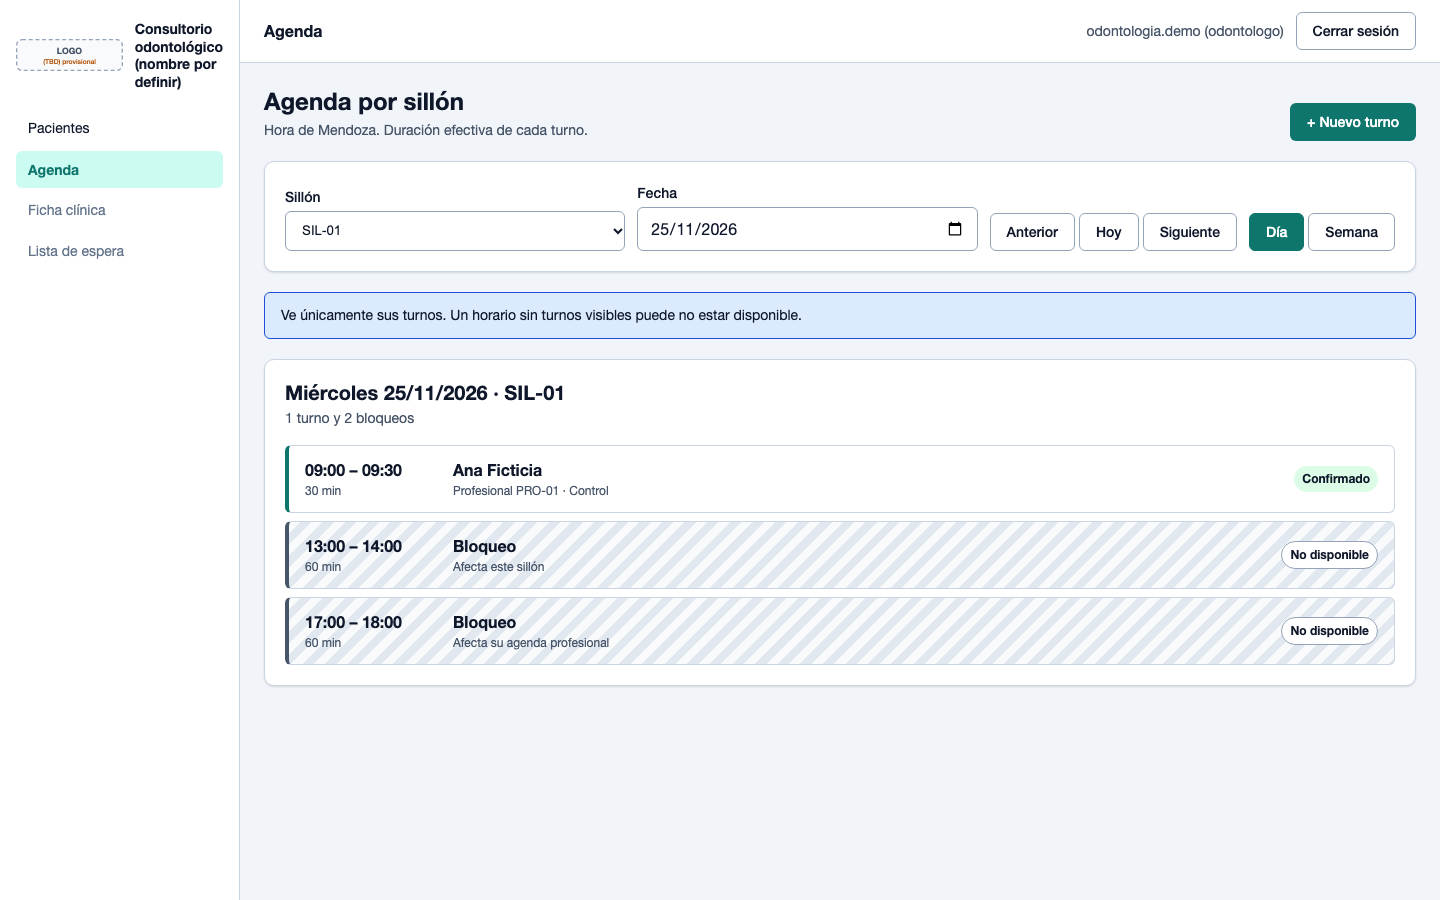 LOGO
(TBD) provisional
Consultorio
odontológico
(nombre por
definir)
Pacientes
Agenda
Ficha clínica
Lista de espera
Agenda
odontologia.demo (odontologo)
Cerrar sesión
Agenda por sillón
Hora de Mendoza. Duración efectiva de cada turno.
+ Nuevo turno
Sillón
SIL-01
Fecha
25/11/2026
Anterior
Hoy
Siguiente
Día
Semana
Ve únicamente sus turnos. Un horario sin turnos visibles puede no estar disponible.
Miércoles 25/11/2026 · SIL-01
1 turno y 2 bloqueos
09:00 – 09:30
30 min
Ana Ficticia
Profesional PRO-01 · Control
Confirmado
13:00 – 14:00
60 min
Bloqueo
Afecta este sillón
No disponible
17:00 – 18:00
60 min
Bloqueo
Afecta su agenda profesional
No disponible